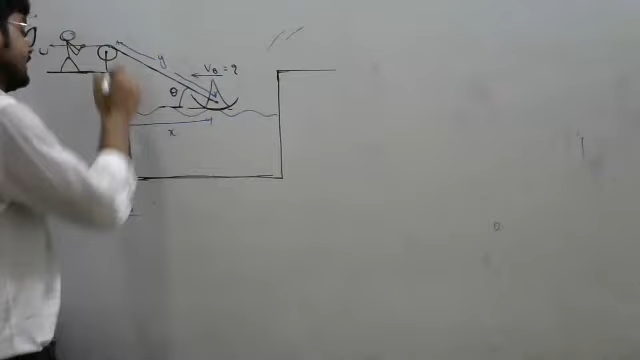 u
y
V_B = ?
θ
x